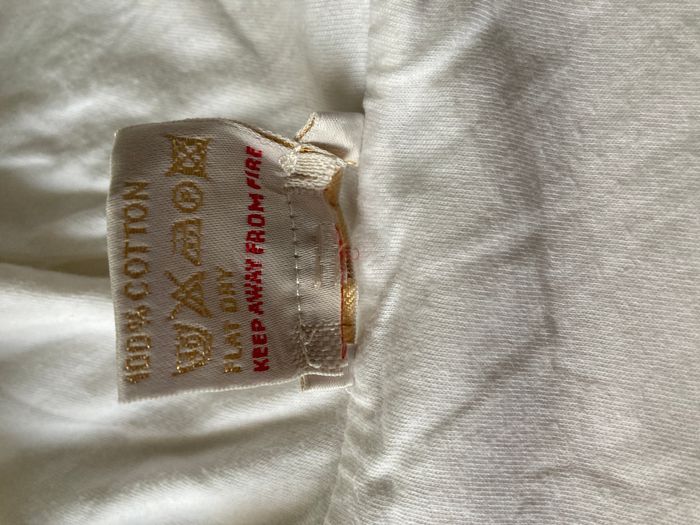 100% COTTON
FLAT DRY
KEEP AWAY FROM FIRE